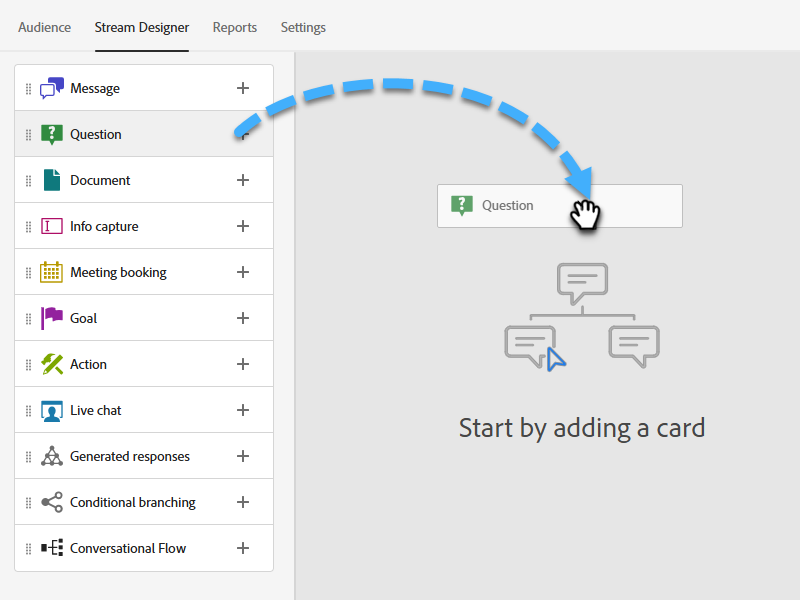 Audience Stream Designer Reports Settings
Message
Question
Document
Info capture
Meeting booking
Goal
Action
Live chat
Generated responses
Conditional branching
Conversational Flow
Question
Start by adding a card